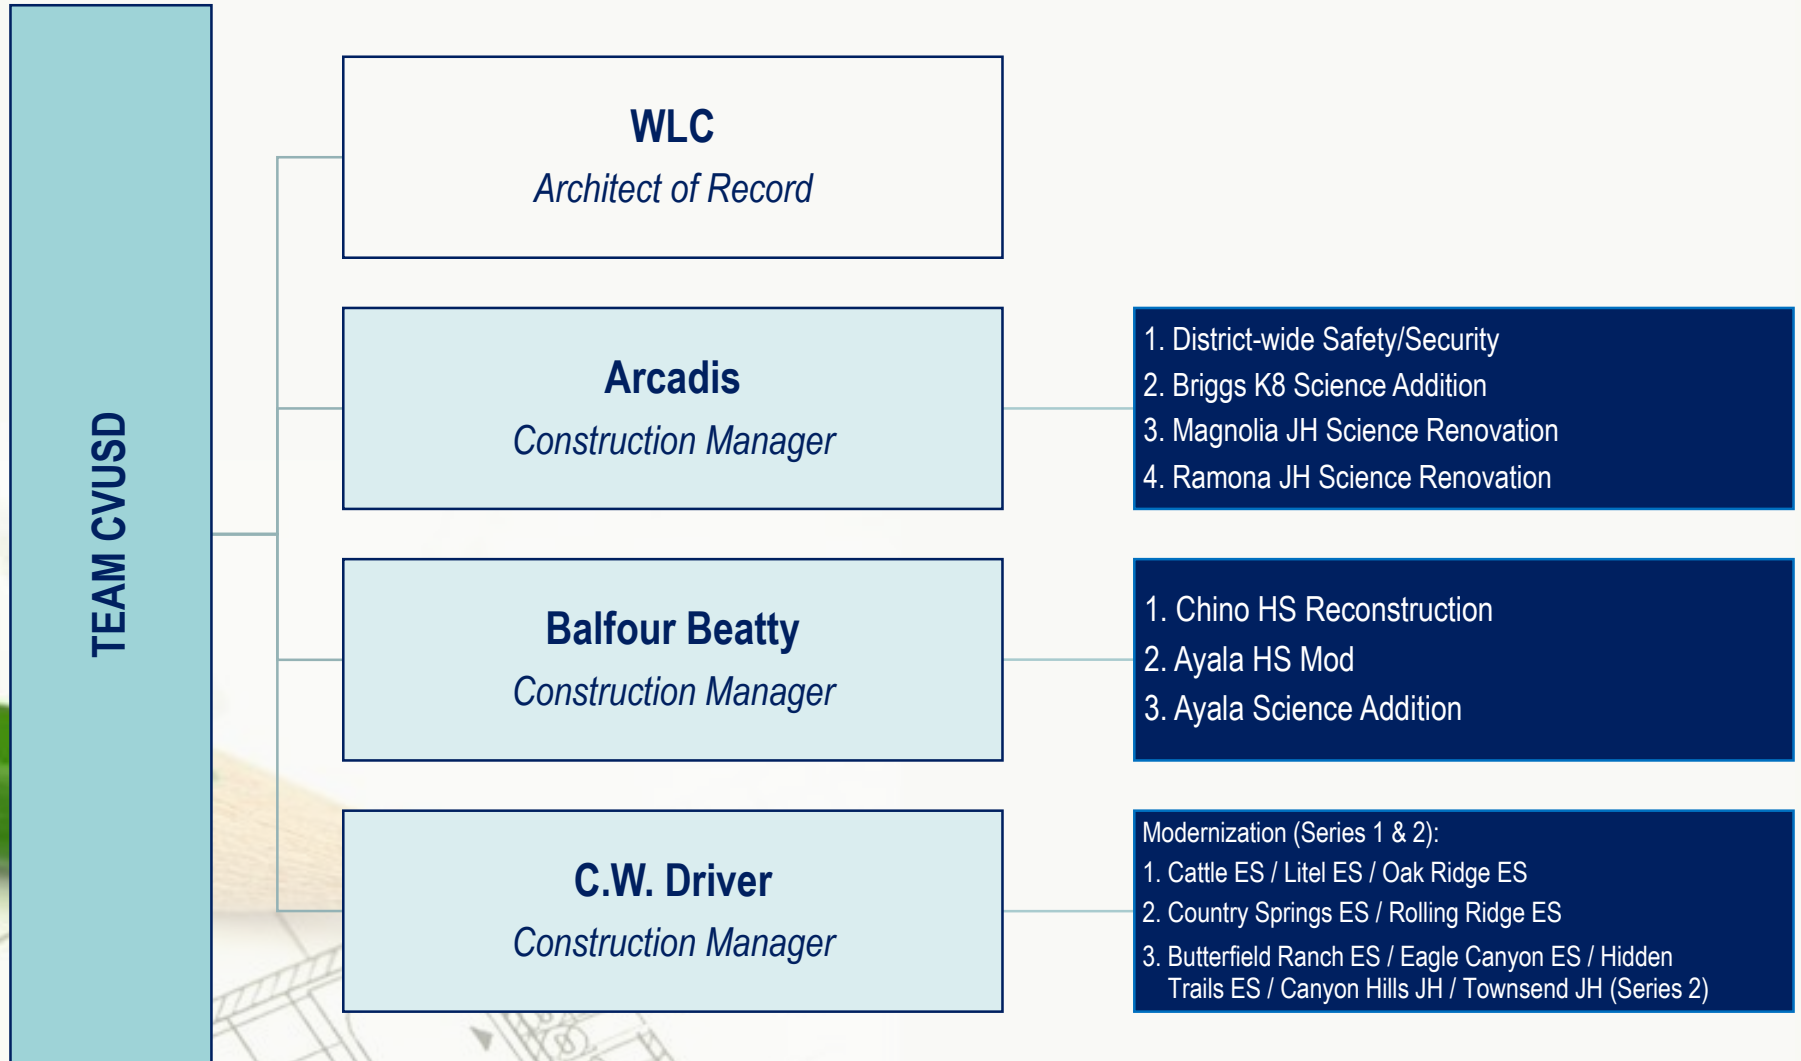 TEAM CVUSD
WLC
Architect of Record
Arcadis
Construction Manager
1. District-wide Safety/Security
2. Briggs K8 Science Addition
3. Magnolia JH Science Renovation
4. Ramona JH Science Renovation
Balfour Beatty
Construction Manager
1. Chino HS Reconstruction
2. Ayala HS Mod
3. Ayala Science Addition
C.W. Driver
Construction Manager
Modernization (Series 1 & 2):
1. Cattle ES / Litel ES / Oak Ridge ES
2. Country Springs ES / Rolling Ridge ES
3. Butterfield Ranch ES / Eagle Canyon ES / Hidden
Trails ES / Canyon Hills JH / Townsend JH (Series 2)